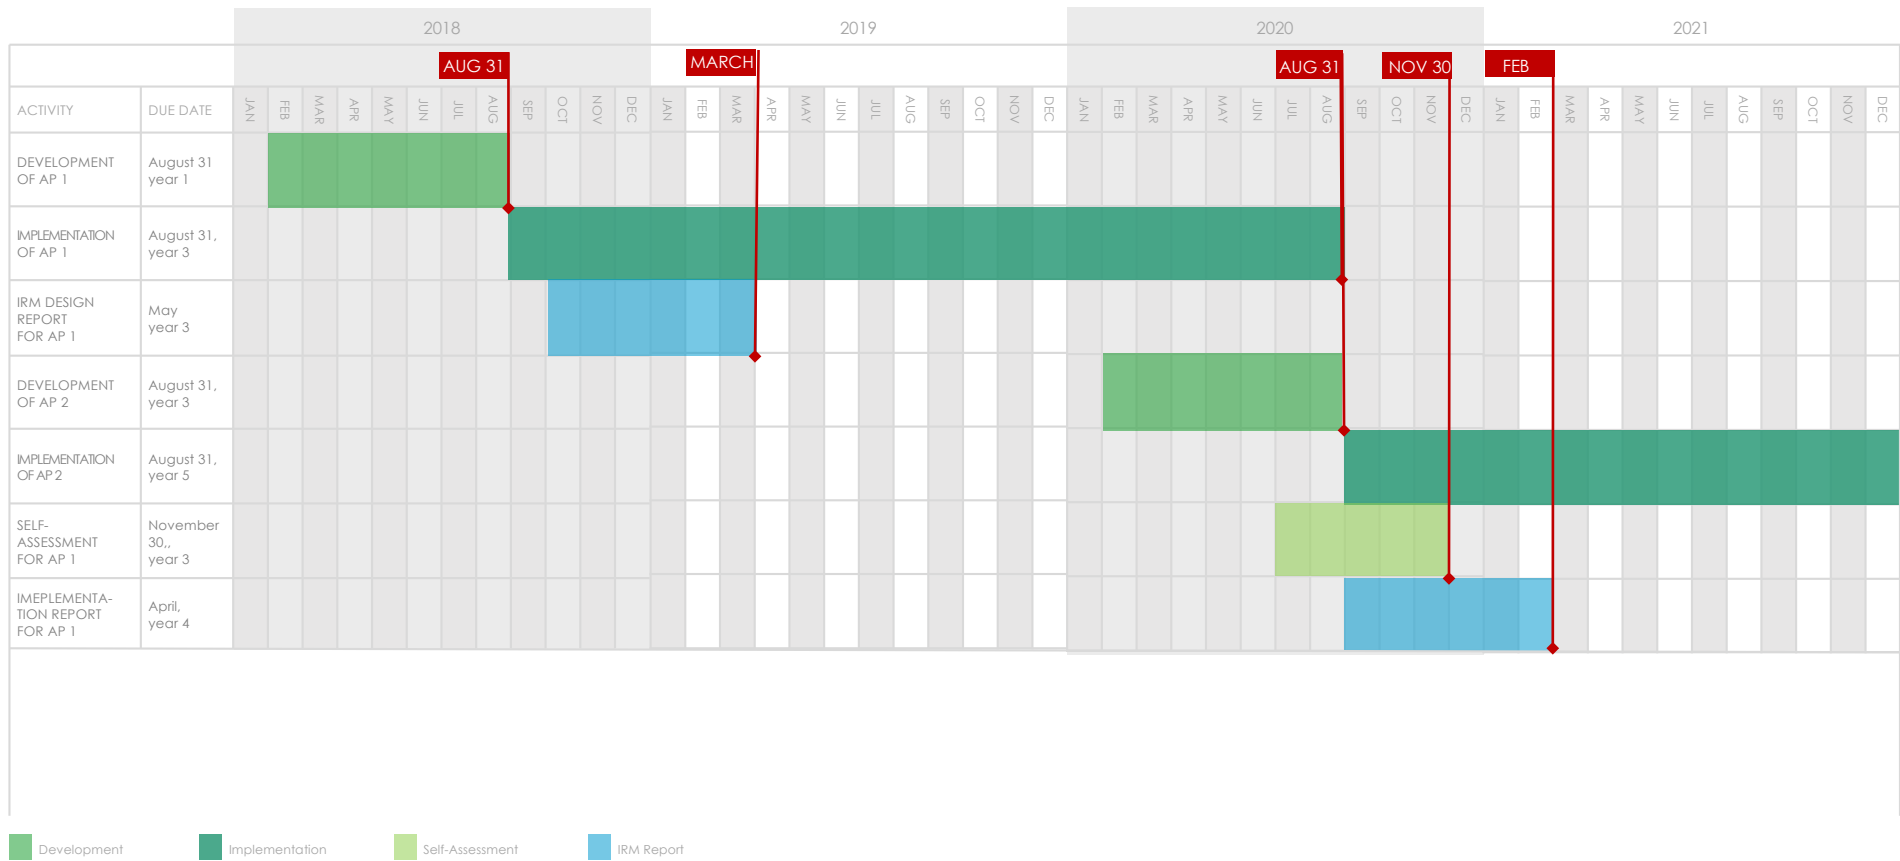 2018 2019 2020 2021
AUG 31 MARCH AUG 31 NOV 30 FEB
ACTIVITY DUE DATE JAN FEB MAR APR MAY JUN JUL AUG SEP OCT NOV DEC JAN FEB MAR APR MAY JUN JUL AUG SEP OCT NOV DEC JAN FEB MAR APR MAY JUN JUL AUG SEP OCT NOV DEC JAN FEB MAR APR MAY JUN JUL AUG SEP OCT NOV DEC
DEVELOPMENT
OF AP 1
August 31
year 1
IMPLEMENTATION
OF AP 1
August 31,
year 3
IRM DESIGN
REPORT
FOR AP 1
May
year 3
DEVELOPMENT
OF AP 2
August 31,
year 3
IMPLEMENTATION
OF AP 2
August 31,
year 5
SELF-
ASSESSMENT
FOR AP 1
November
30,,
year 3
IMEPLEMENTA-
TION REPORT
FOR AP 1
April,
year 4
Development Implementation Self-Assessment IRM Report